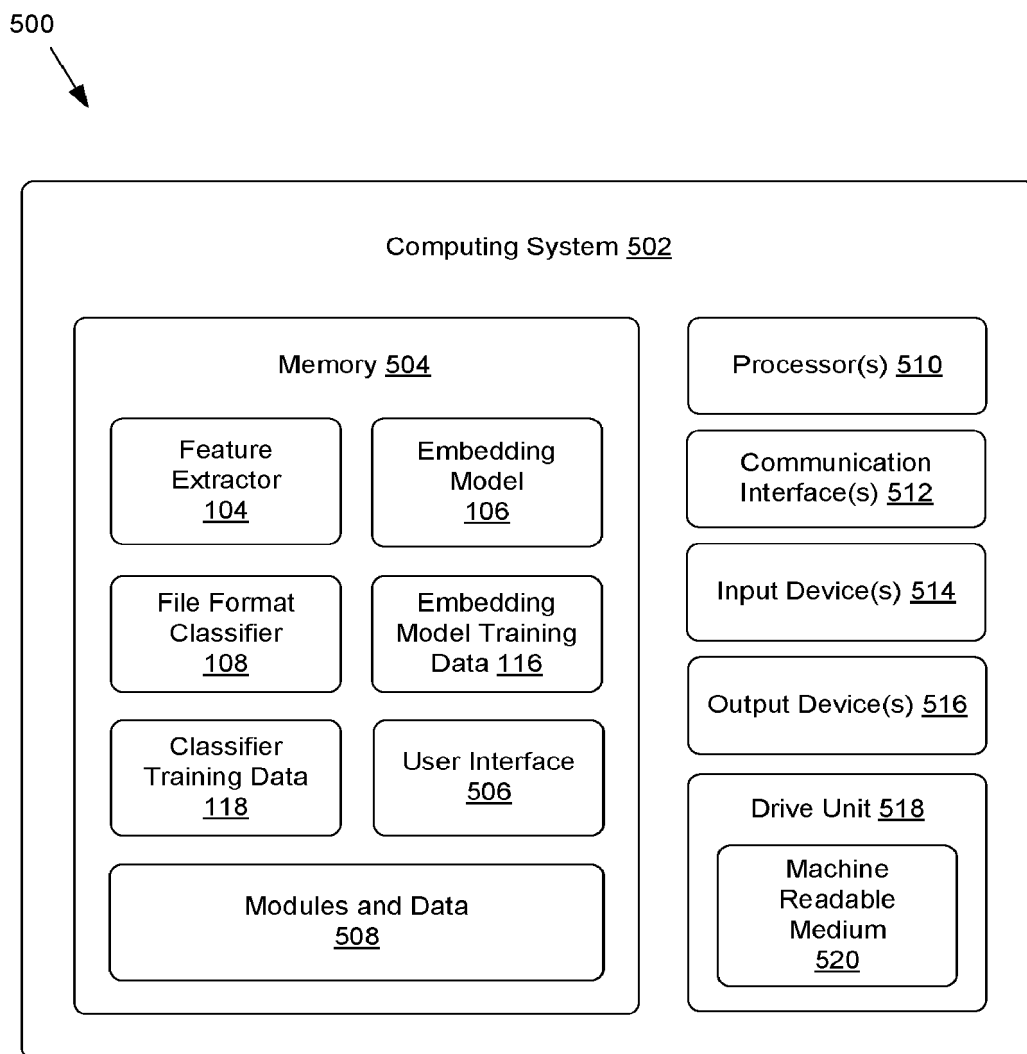 500
Computing System 502
Memory 504
Feature
Extractor
104
Embedding
Model
106
File Format
Classifier
108
Embedding
Model Training
Data 116
Classifier
Training Data
118
User Interface
506
Modules and Data
508
Processor(s) 510
Communication
Interface(s) 512
Input Device(s) 514
Output Device(s) 516
Drive Unit 518
Machine
Readable
Medium
520